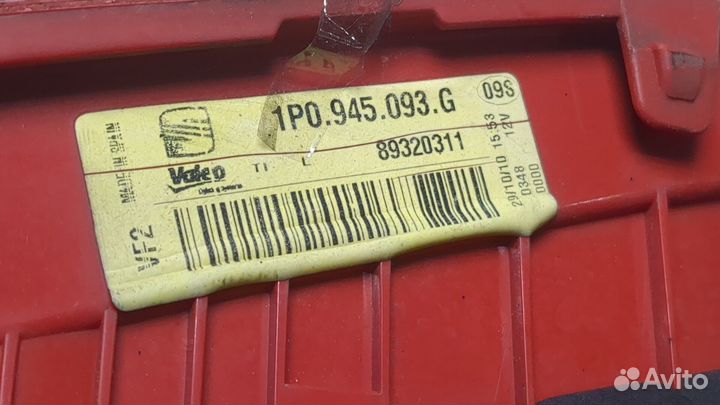 1P0.945.093.G
09S
MADE IN SPAIN
Valeo
TI L
89320311
VF2
29/10/10 15.53
0348 12V
0000
Avito